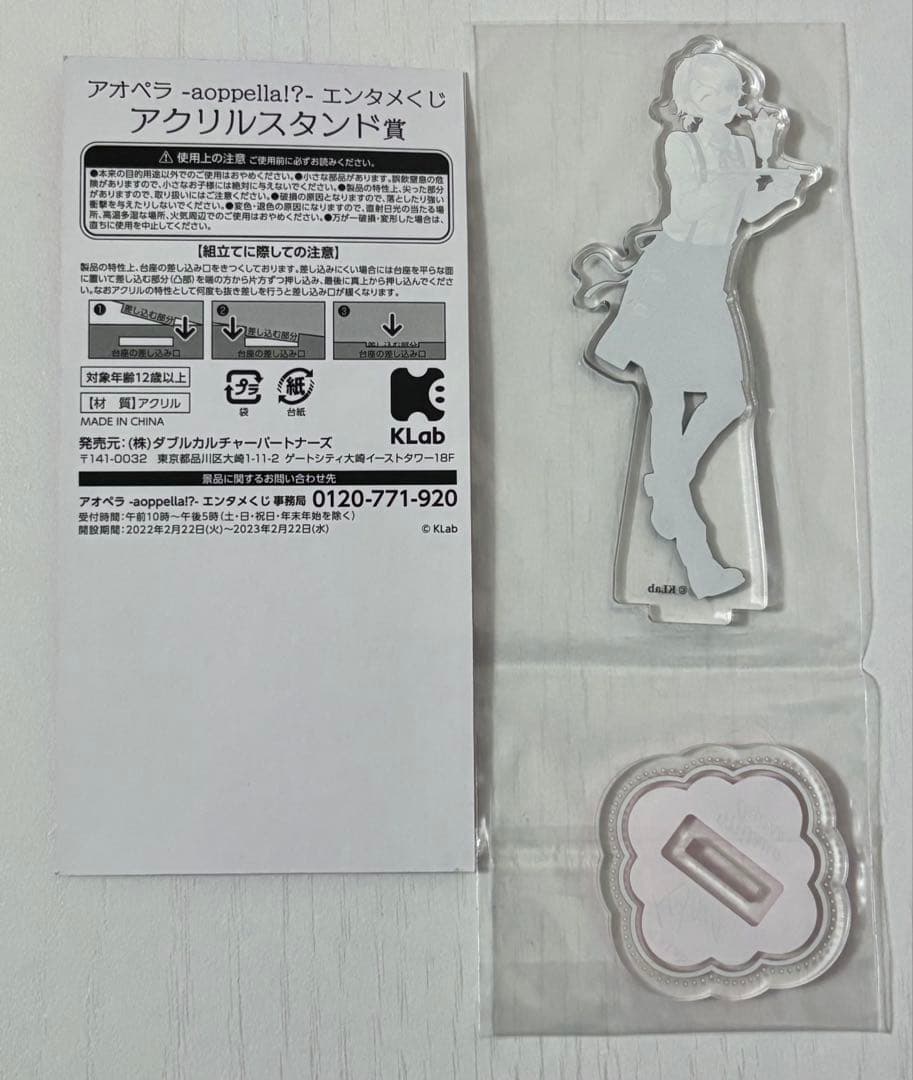 アオペラ -aoppella!?- エンタメくじ
アクリルスタンド賞
⚠ 使用上の注意 ご使用前に必ずお読みください。
●本来の目的用途以外でのご使用はおやめください。●小さな部品があります。誤飲窒息の危
険がありますので、小さなお子様には絶対に与えないでください。●製品の特性上、尖った部分
がありますので、取り扱いにはご注意ください。●破損の原因となりますので、落としたり強い
衝撃を与えたりしないでください。●変色・退色の原因になりますので、直射日光の当たる場
所、高温多湿な場所、火気周辺でのご使用はおやめください。●万が一破損・変形した場合は、
直ちに使用を中止してください。
【組立てに際しての注意】
製品の特性上、台座の差し込み口をきつくしております。差し込みにくい場合には台座を平らな面
に置いて差し込む部分(凸部)を端の方から片方ずつ押し込み、最後に真上から押し込んでくださ
い。なおアクリルの特性として何度も抜き差しを行うと差し込み口が緩くなります。
1 差し込む部分 台座の差し込み口
2 差し込む部分 台座の差し込み口
3 差し込む部分 台座の差し込み口
対象年齢12歳以上
【材 質】アクリル
MADE IN CHINA
プラ 袋
紙 台紙
KLab
発売元:(株)ダブルカルチャーパートナーズ
〒141-0032 東京都品川区大崎1-11-2 ゲートシティ大崎イーストタワー18F
景品に関するお問い合わせ先
アオペラ -aoppella!?- エンタメくじ 事務局 0120-771-920
受付時間:午前10時〜午後5時(土・日・祝日・年末年始を除く)
開設期間:2022年2月22日(火)〜2023年2月22日(水)
© KLab
© KLab